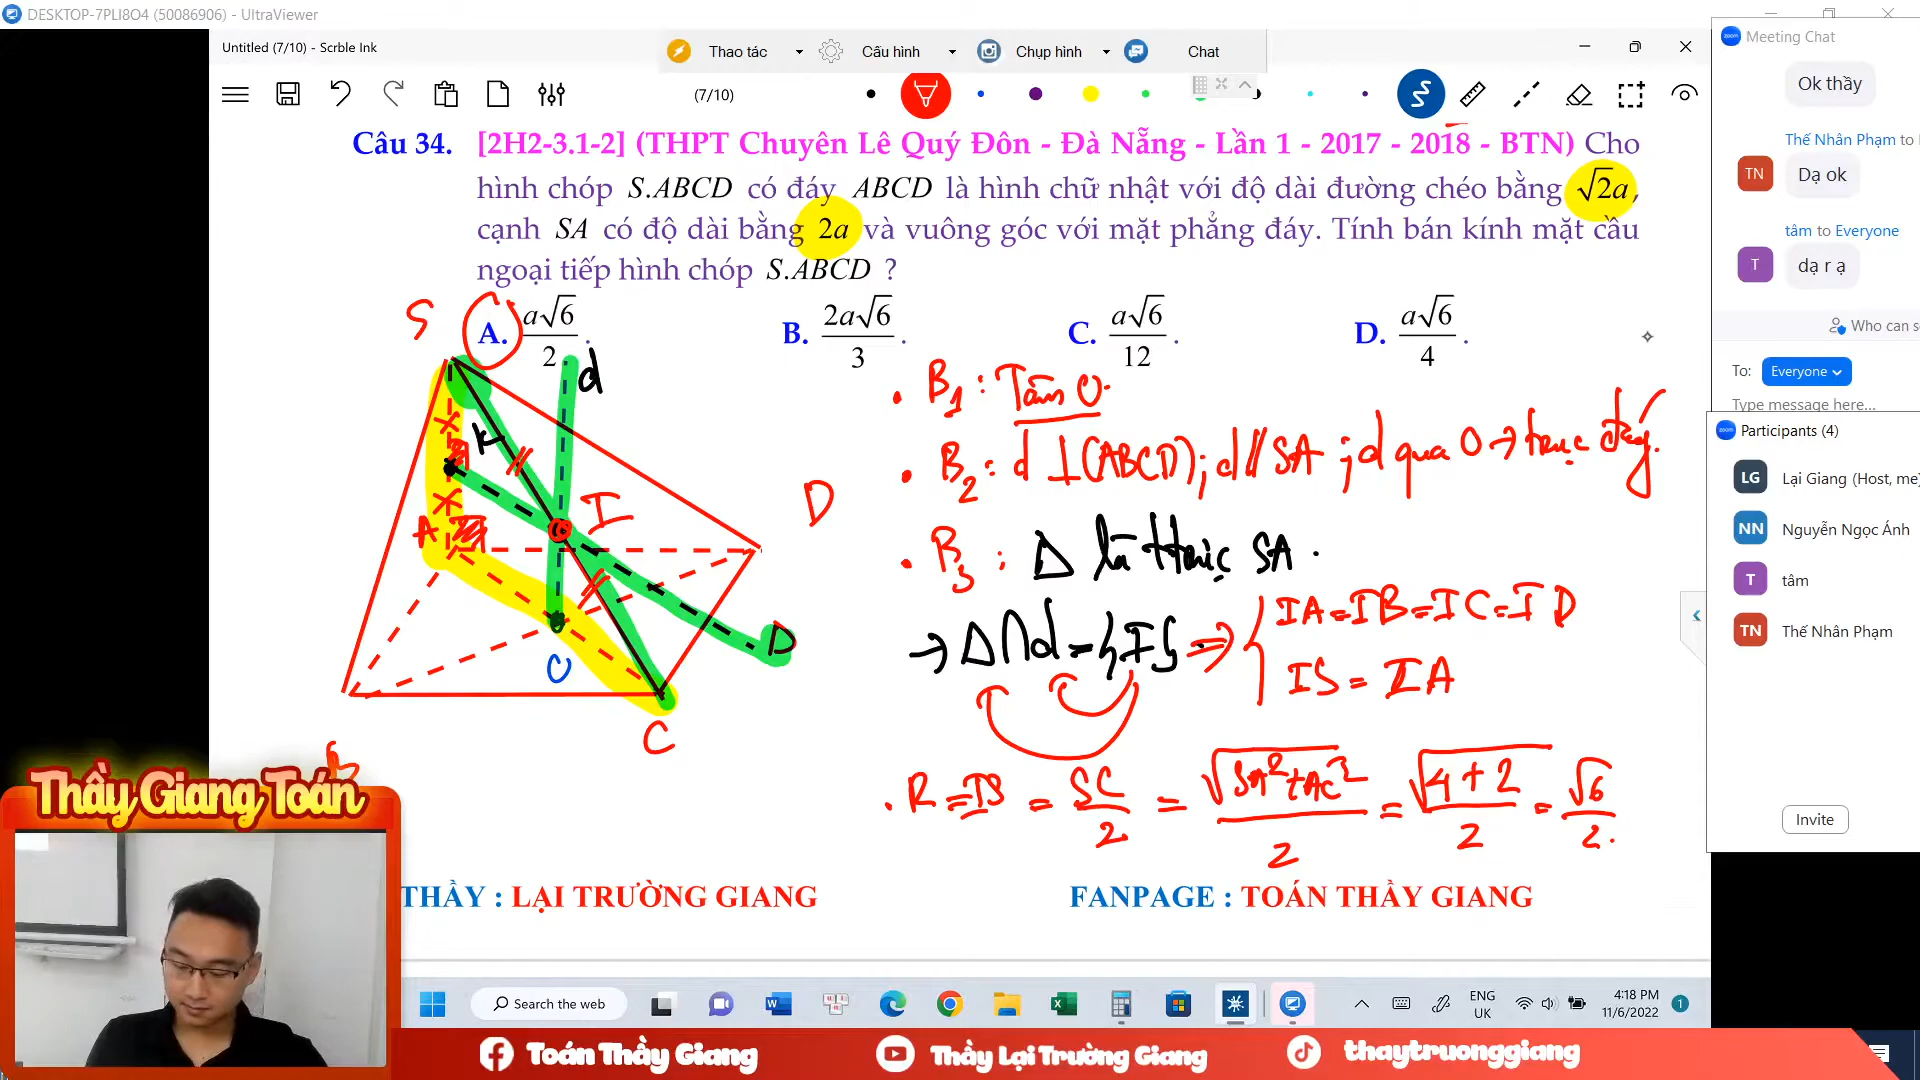 DESKTOP-7PLI8O4 (50086906) - UltraViewer
Untitled (7/10) - Scrble Ink
Thao tác
Cấu hình
Chụp hình
Chat
(7/10)
Câu 34. [2H2-3.1-2] (THPT Chuyên Lê Quý Đôn - Đà Nẵng - Lần 1 - 2017 - 2018 - BTN) Cho
hình chóp S.ABCD có đáy ABCD là hình chữ nhật với độ dài đường chéo bằng √2a,
cạnh SA có độ dài bằng 2a và vuông góc với mặt phẳng đáy. Tính bán kính mặt cầu
ngoại tiếp hình chóp S.ABCD ?
A. a√6/2 . B. 2a√6/3 . C. a√6/12 . D. a√6/4 .
S
d
K
I
D
A
D
O
C
B
• B1 : Tâm O.
• B2 : d ⊥ (ABCD) ; d // SA ; d qua O → trục đáy.
• B3 : Δ là trực SA .
→ Δ ∩ d = {I} ⇒ { IA = IB = IC = ID
IS = IA
. R = IS = SC/2 = √(SA² + AC²)/2 = √(4 + 2)/2 = √6/2 .
THẦY : LẠI TRƯỜNG GIANG
FANPAGE : TOÁN THẦY GIANG
Meeting Chat
Ok thầy
Thế Nhân Phạm to
TN
Dạ ok
tâm to Everyone
T
dạ r ạ
Who can s
To: Everyone
Type message here...
Participants (4)
LG Lại Giang (Host, me)
NN Nguyễn Ngọc Ánh
T tâm
TN Thế Nhân Phạm
Invite
Thầy Giang Toán
Search the web
ENG
UK
4:18 PM
11/6/2022
1
Toán Thầy Giang
Thầy Lại Trường Giang
thaytruonggiang